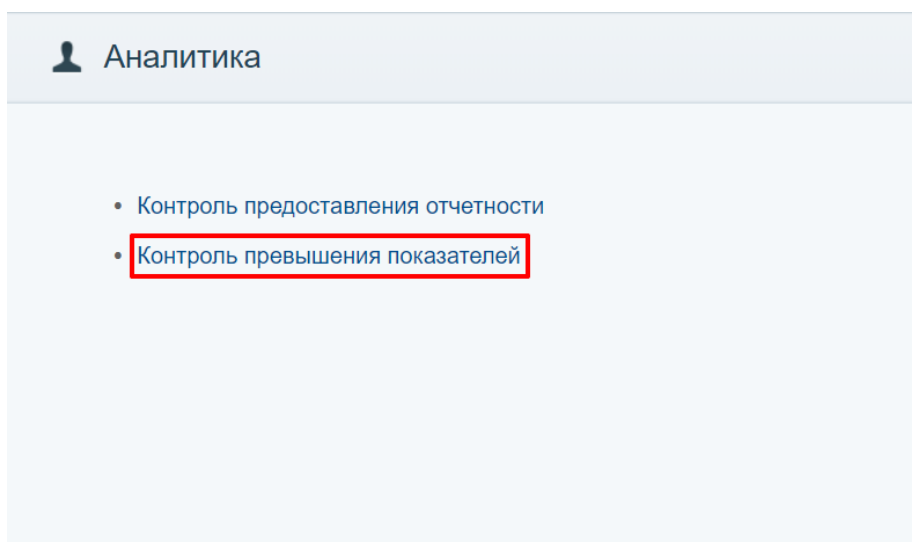 Аналитика
Контроль предоставления отчетности
Контроль превышения показателей